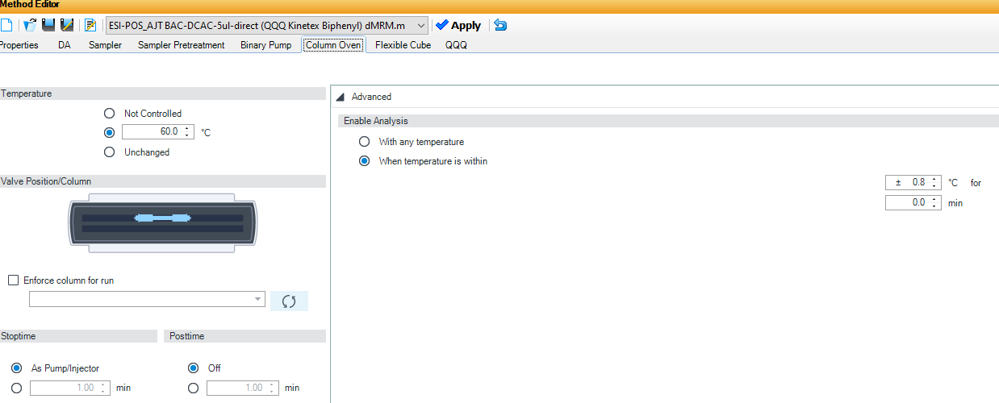 Method Editor
ESI-POS_AJT BAC-DCAC-5ul-direct (QQQ Kinetex Biphenyl) dMRM.m
Apply
Properties DA Sampler Sampler Pretreatment Binary Pump Column Oven Flexible Cube QQQ
Temperature
Not Controlled
60.0 °C
Unchanged
Valve Position/Column
Enforce column for run
Stoptime
As Pump/Injector
1.00 min
Posttime
Off
1.00 min
Advanced
Enable Analysis
With any temperature
When temperature is within
± 0.8 °C for
0.0 min